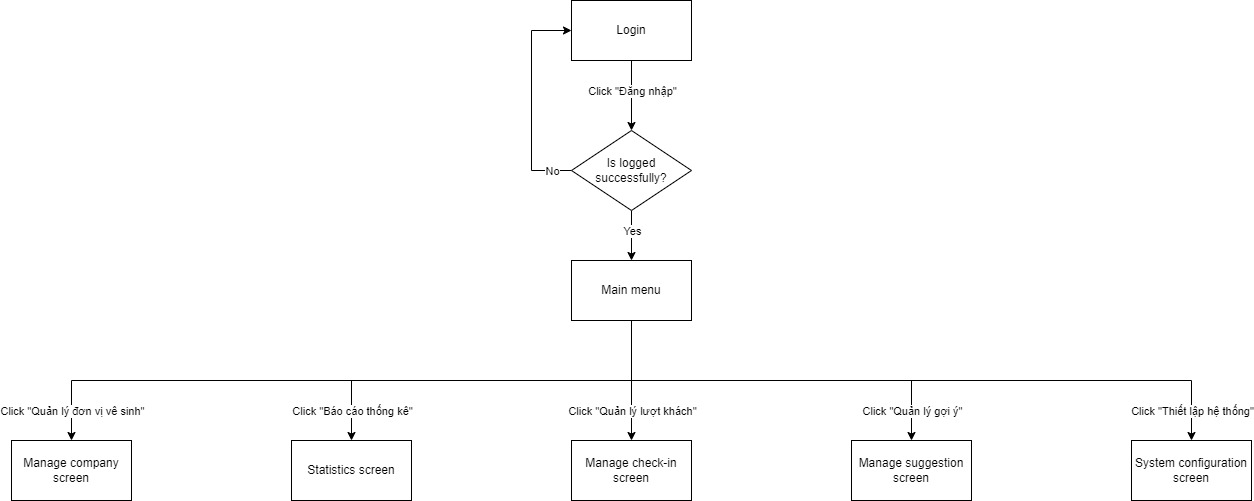 Login
Click "Đăng nhập"
Is logged
successfully?
No
Yes
Main menu
Click "Quản lý đơn vị vệ sinh"
Click "Báo cáo thống kê"
Click "Quản lý lượt khách"
Click "Quản lý gợi ý"
Click "Thiết lập hệ thống"
Manage company
screen
Statistics screen
Manage check-in
screen
Manage suggestion
screen
System configuration
screen